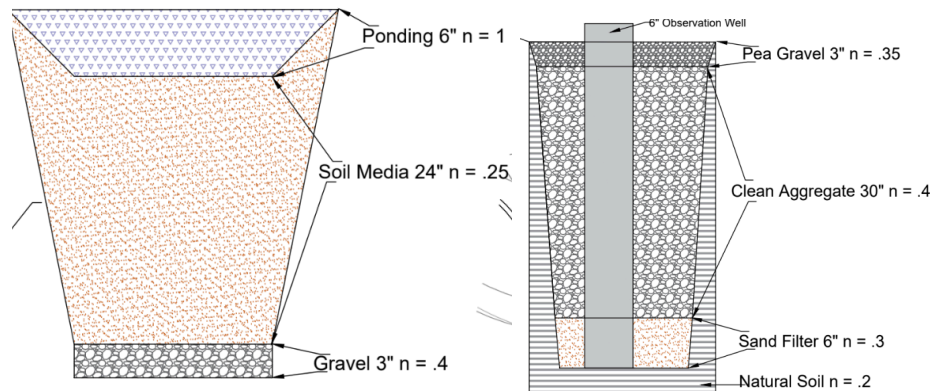 Ponding 6" n = 1
Soil Media 24" n = .25
Gravel 3" n = .4
6" Observation Well
Pea Gravel 3" n = .35
Clean Aggregate 30" n = .4
Sand Filter 6" n = .3
Natural Soil n = .2